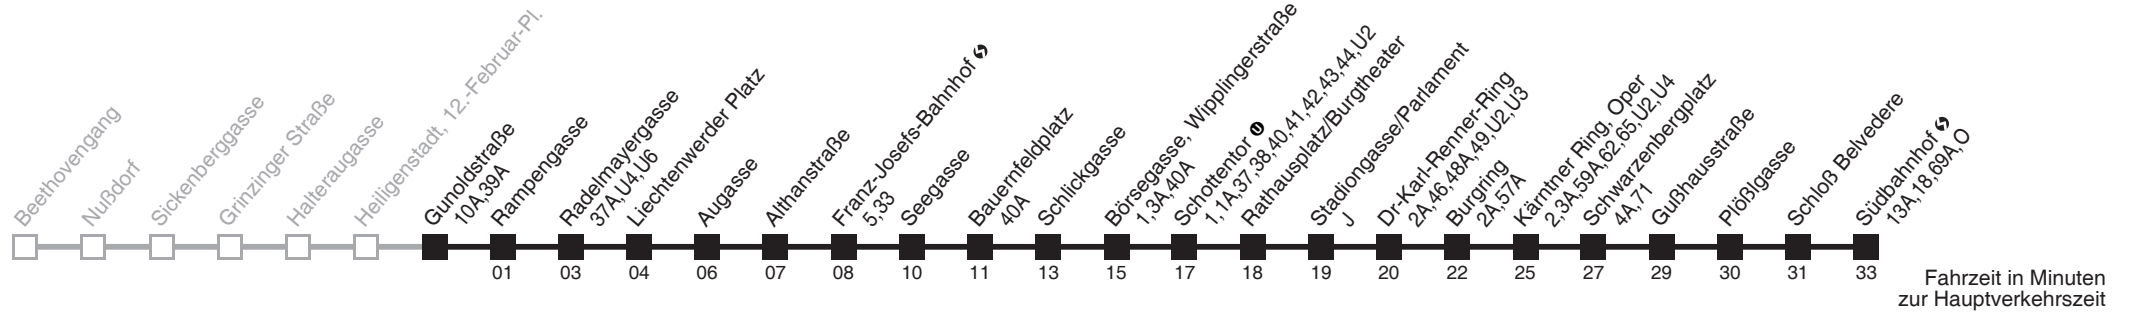 Beethovengang
Nußdorf
Sickenberggasse
Grinzinger Straße
Halteraugasse
Heiligenstadt, 12.-Februar-Pl.
Gunoldstraße
10A,39A
Rampengasse
Radelmayergasse
37A,U4,U6
Liechtenwerder Platz
Augasse
Althanstraße
Franz-Josefs-Bahnhof
5,33
Seegasse
Bauernfeldplatz
40A
Schlickgasse
Börsegasse, Wipplingerstraße
1,3A,40A
Schottentor U
1,1A,37,38,40,41,42,43,44,U2
Rathausplatz/Burgtheater
Stadiongasse/Parlament
J
Dr-Karl-Renner-Ring
2A,46,48A,49,U2,U3
Burgring
2A,57A
Kärntner Ring, Oper
2,3A,59A,62,65,U2,U4
Schwarzenbergplatz
4A,71
Gußhausstraße
Plößlgasse
Schloß Belvedere
Südbahnhof
13A,18,69A,O
01 03 04 06 07 08 10 11 13 15 17 18 19 20 22 25 27 29 30 31 33
Fahrzeit in Minuten
zur Hauptverkehrszeit